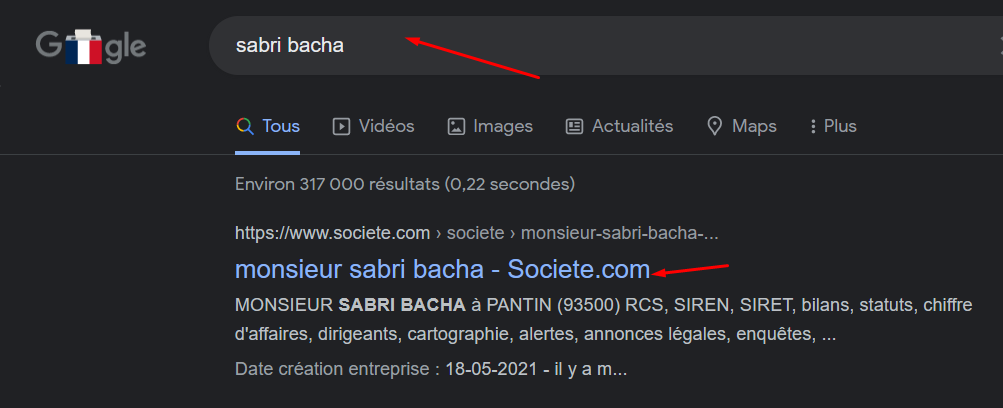 Google
sabri bacha
Tous Vidéos Images Actualités Maps Plus
Environ 317 000 résultats (0,22 secondes)
https://www.societe.com › societe › monsieur-sabri-bacha-...
monsieur sabri bacha - Societe.com
MONSIEUR SABRI BACHA à PANTIN (93500) RCS, SIREN, SIRET, bilans, statuts, chiffre
d'affaires, dirigeants, cartographie, alertes, annonces légales, enquêtes, ...
Date création entreprise : 18-05-2021 - il y a m...